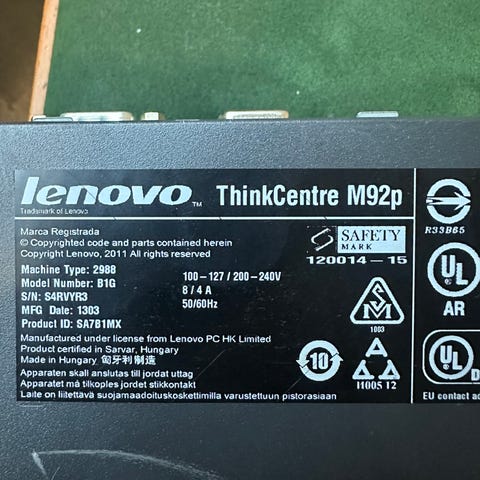 lenovo™ ThinkCentre M92p
Trademark of Lenovo
Marca Registrada
© Copyrighted code and parts contained herein
Copyright Lenovo, 2011 All rights reserved
Machine Type: 2988
Model Number: B1G
S/N: S4RVYR3
MFG Date: 1303
Product ID: SA7B1MX
100-127 / 200-240V
8 / 4 A
50/60Hz
Manufactured under license from Lenovo PC HK Limited
Product certified in Sarvar, Hungary
Made in Hungary 匈牙利制造
Apparaten skall anslutas till jordat uttag
Apparatet må tilkoples jordet stikkontakt
Laite on liitettävä suojamaadoituskoskettimilla varustettuun pistorasiaan
S SAFETY
MARK
120014-15
SM
1003
10
I1005 12
R33B65
UL
AR
UL
EU contact